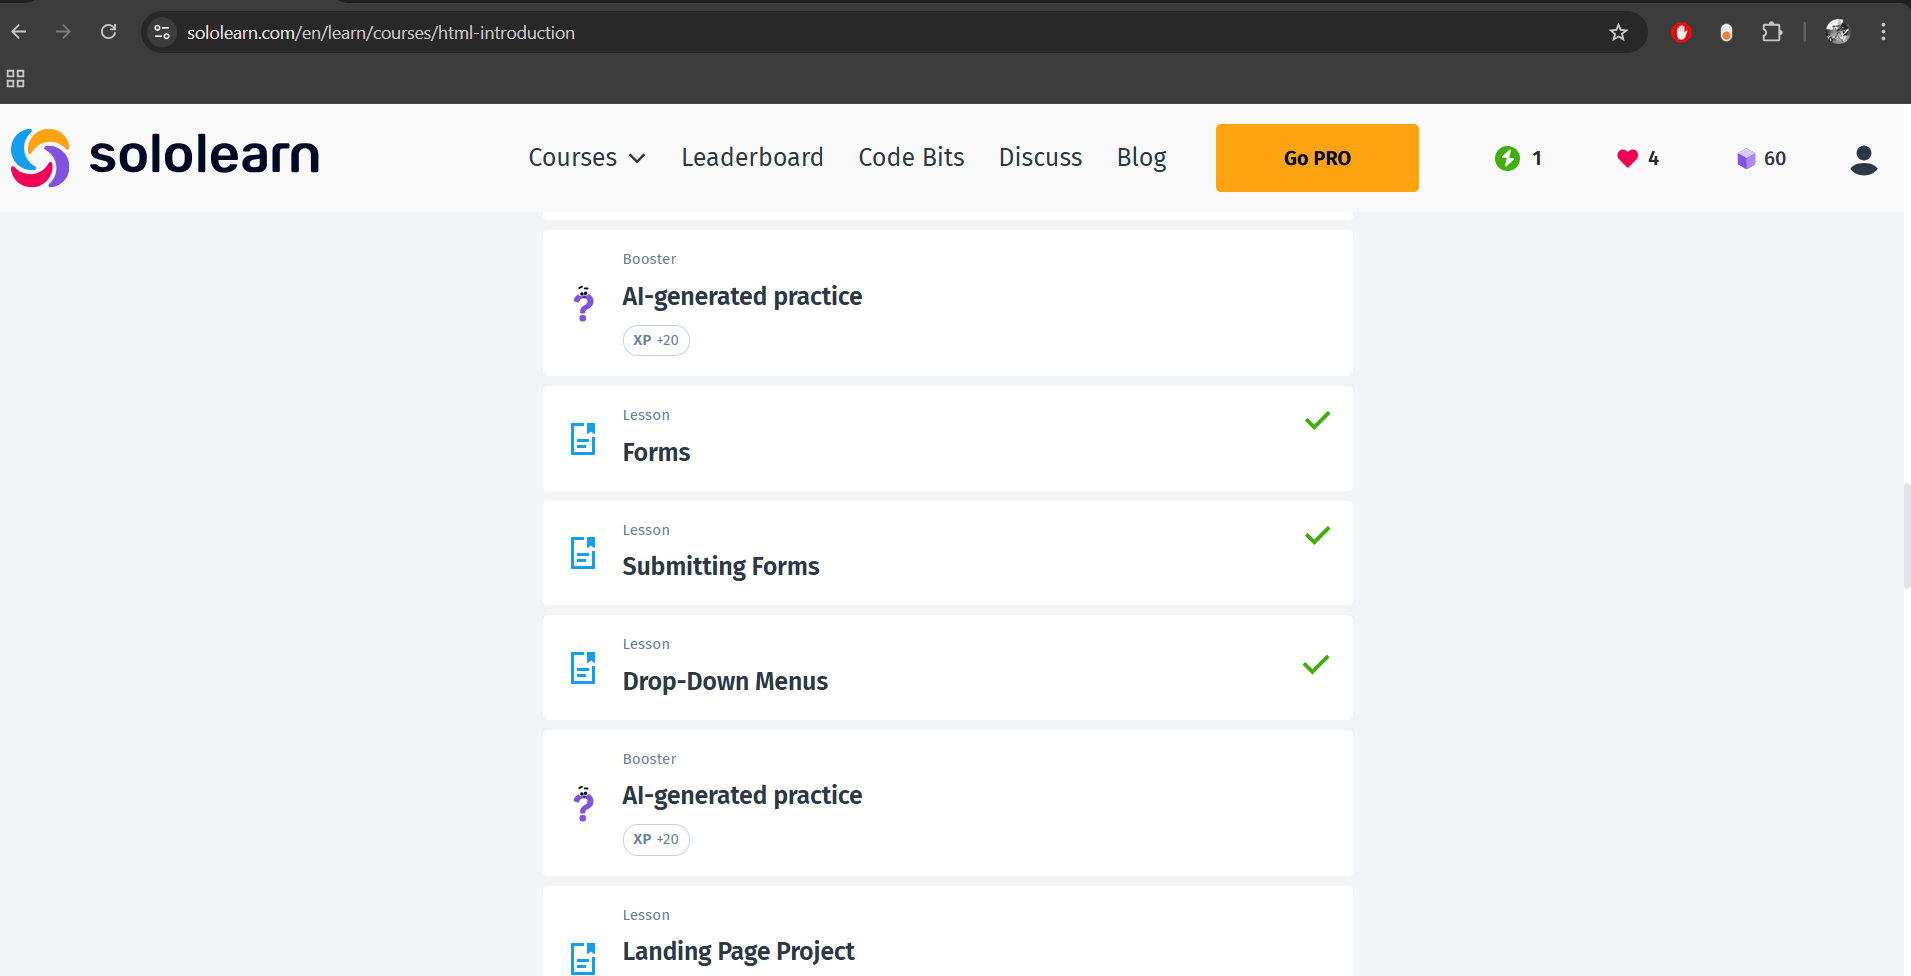 sololearn.com/en/learn/courses/html-introduction
sololearn
Courses Leaderboard Code Bits Discuss Blog Go PRO 1 4 60
Booster
AI-generated practice
XP +20
Lesson
Forms
Lesson
Submitting Forms
Lesson
Drop-Down Menus
Booster
AI-generated practice
XP +20
Lesson
Landing Page Project